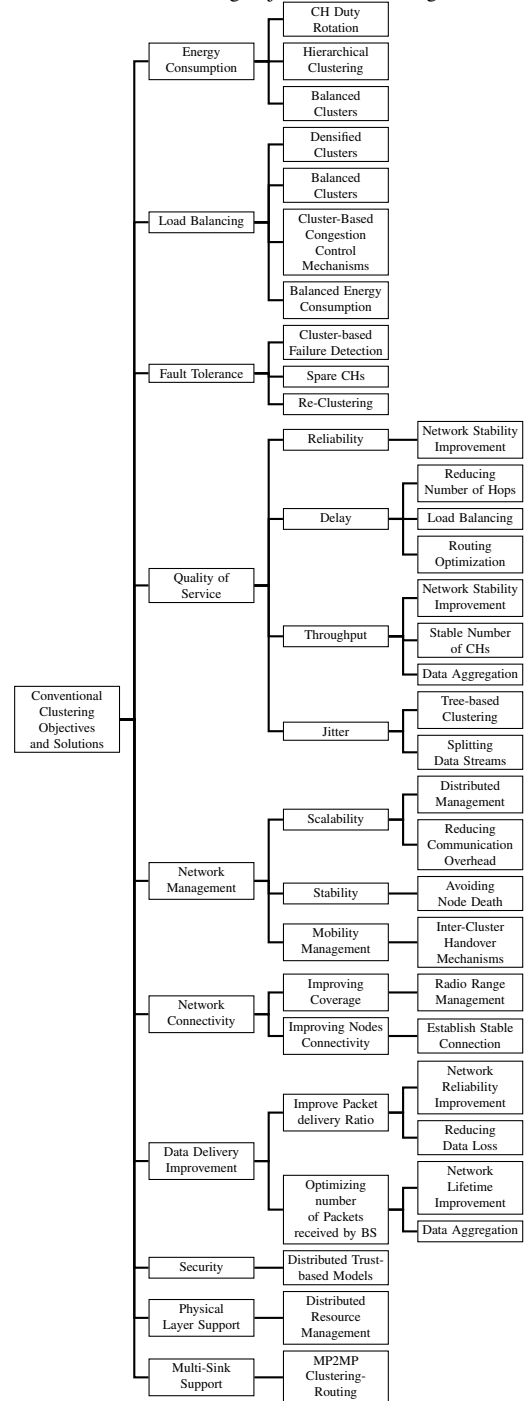 CH Duty
Rotation
Energy
Consumption
Hierarchical
Clustering
Balanced
Clusters
Densified
Clusters
Balanced
Clusters
Load Balancing
Cluster-Based
Congestion
Control
Mechanisms
Balanced Energy
Consumption
Cluster-based
Failure Detection
Fault Tolerance
Spare CHs
Re-Clustering
Reliability
Network Stability
Improvement
Reducing
Number of Hops
Delay
Load Balancing
Routing
Optimization
Quality of
Service
Network Stability
Improvement
Throughput
Stable Number
of CHs
Data Aggregation
Conventional
Clustering
Objectives
and Solutions
Tree-based
Clustering
Jitter
Splitting
Data Streams
Distributed
Management
Scalability
Reducing
Communication
Overhead
Network
Management
Stability
Avoiding
Node Death
Mobility
Management
Inter-Cluster
Handover
Mechanisms
Improving
Coverage
Radio Range
Management
Network
Connectivity
Improving Nodes
Connectivity
Establish Stable
Connection
Network
Reliability
Improvement
Improve Packet
delivery Ratio
Reducing
Data Loss
Data Delivery
Improvement
Network
Lifetime
Improvement
Optimizing
number
of Packets
received by BS
Data Aggregation
Security
Distributed Trust-
based Models
Physical
Layer Support
Distributed
Resource
Management
Multi-Sink
Support
MP2MP
Clustering-
Routing